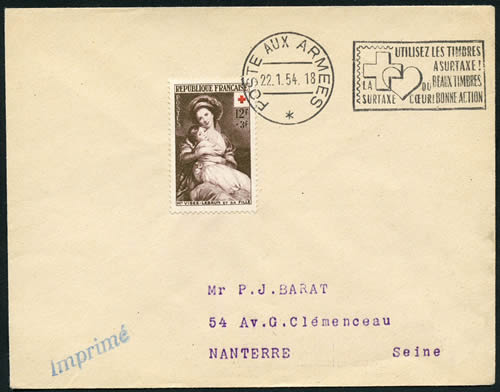 POSTE AUX ARMEES
22.1.54. 18
*
UTILISEZ LES TIMBRES
A SURTAXE!
LA DU BEAUX TIMBRES
SURTAXE CŒUR! BONNE ACTION
REPUBLIQUE FRANÇAISE
12F
+3F
Mme VIGEE-LEBRUN ET SA FILLE
Mr P.J.BARAT
54 Av.G.Clémenceau
NANTERRE Seine
Imprimé